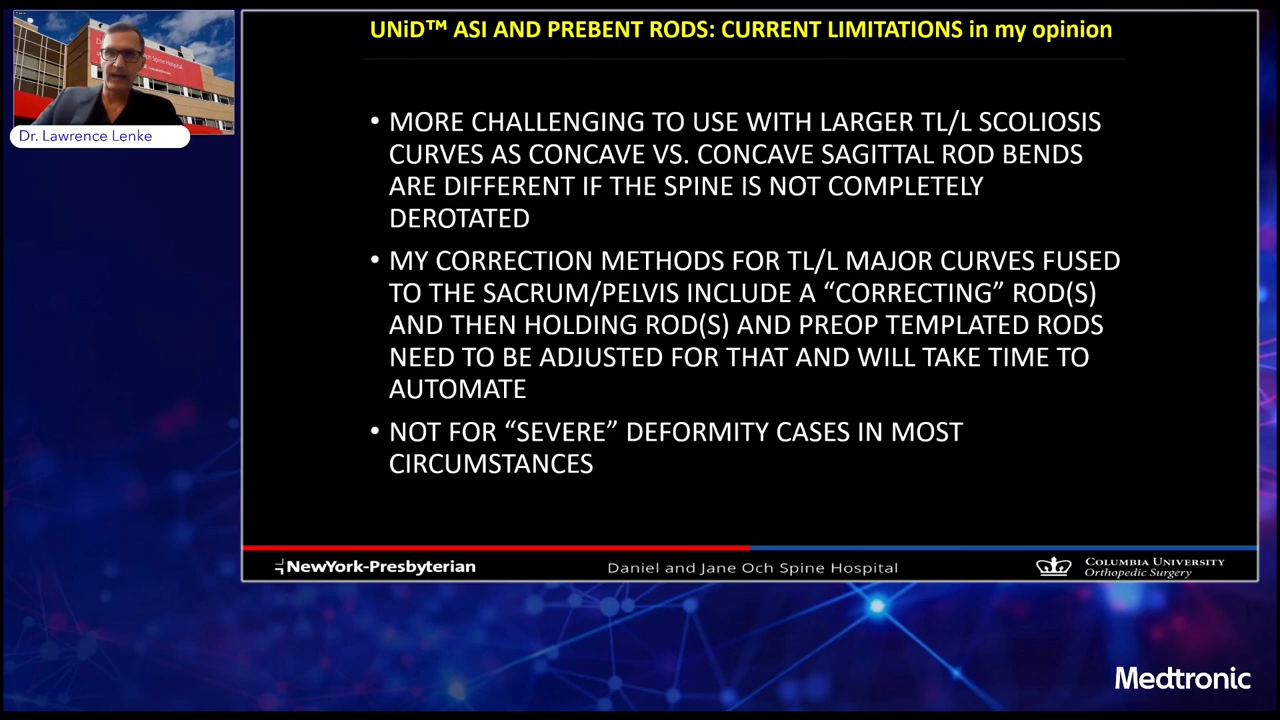 UNiD™ ASI AND PREBENT RODS: CURRENT LIMITATIONS in my opinion
Dr. Lawrence Lenke
• MORE CHALLENGING TO USE WITH LARGER TL/L SCOLIOSIS
CURVES AS CONCAVE VS. CONCAVE SAGITTAL ROD BENDS
ARE DIFFERENT IF THE SPINE IS NOT COMPLETELY
DEROTATED
• MY CORRECTION METHODS FOR TL/L MAJOR CURVES FUSED
TO THE SACRUM/PELVIS INCLUDE A “CORRECTING” ROD(S)
AND THEN HOLDING ROD(S) AND PREOP TEMPLATED RODS
NEED TO BE ADJUSTED FOR THAT AND WILL TAKE TIME TO
AUTOMATE
• NOT FOR “SEVERE” DEFORMITY CASES IN MOST
CIRCUMSTANCES
NewYork-Presbyterian
Daniel and Jane Och Spine Hospital
COLUMBIA UNIVERSITY
Orthopedic Surgery
Medtronic